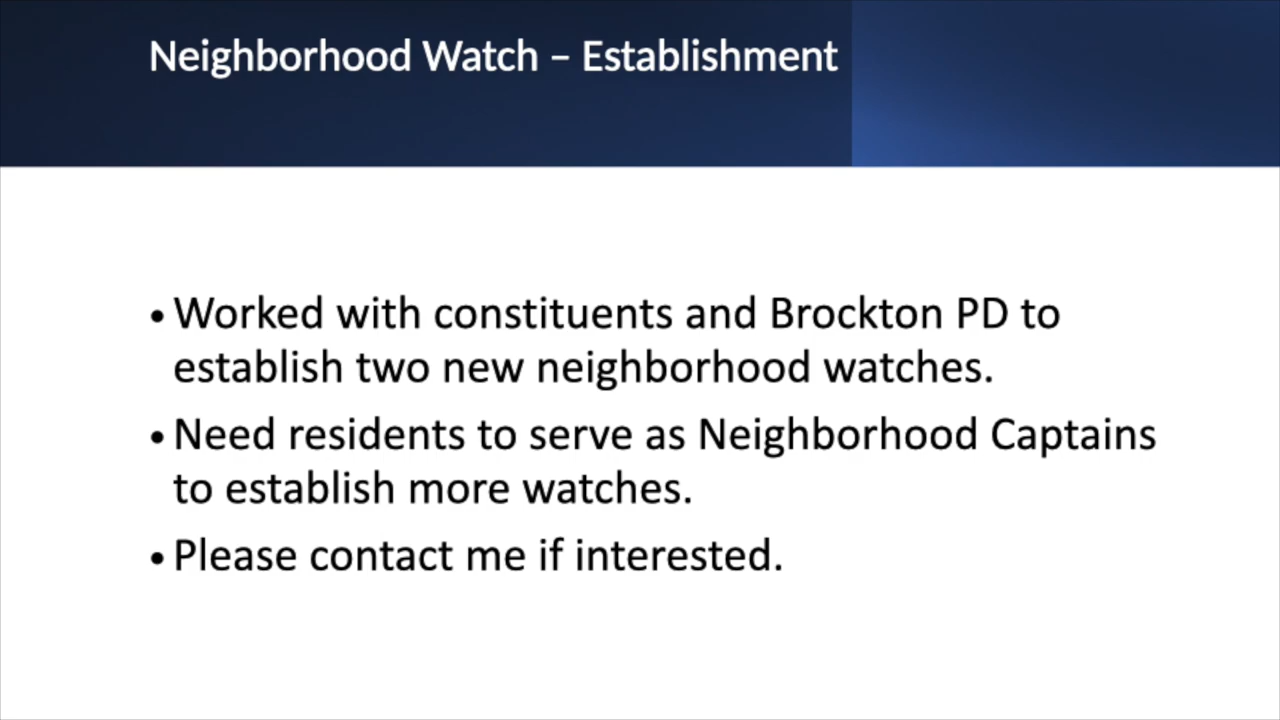 Neighborhood Watch – Establishment
• Worked with constituents and Brockton PD to
establish two new neighborhood watches.
• Need residents to serve as Neighborhood Captains
to establish more watches.
• Please contact me if interested.